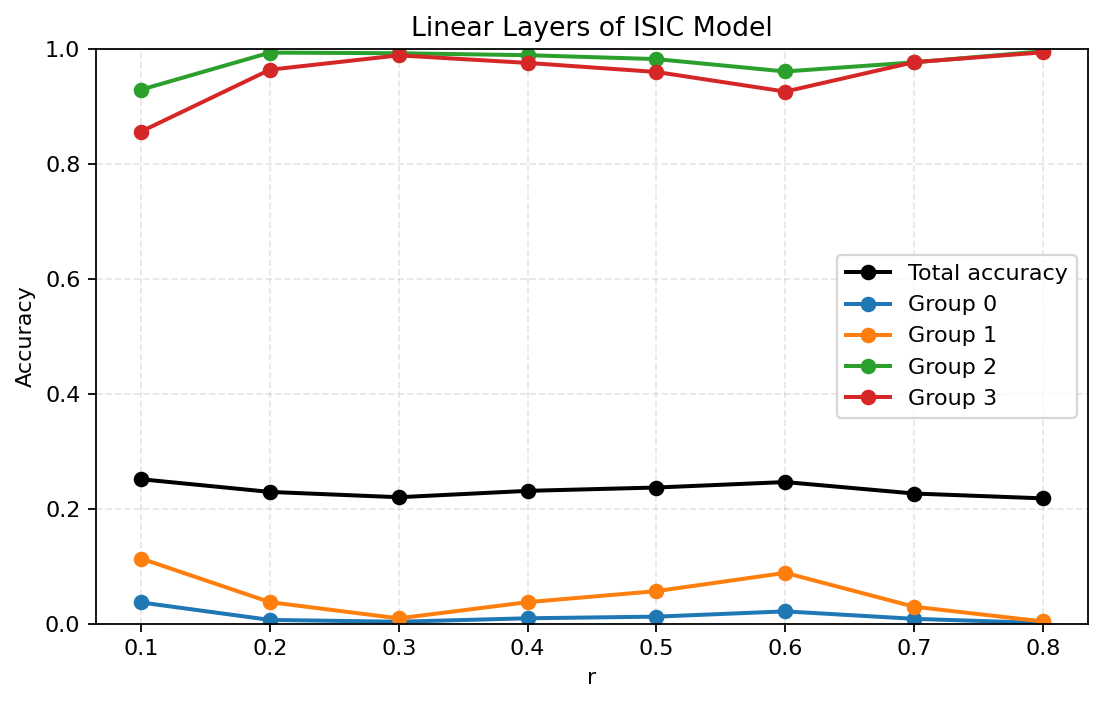 Linear Layers of ISIC Model
Accuracy
1.0
0.8
0.6
0.4
0.2
0.0
Total accuracy
Group 0
Group 1
Group 2
Group 3
0.1 0.2 0.3 0.4 0.5 0.6 0.7 0.8
r